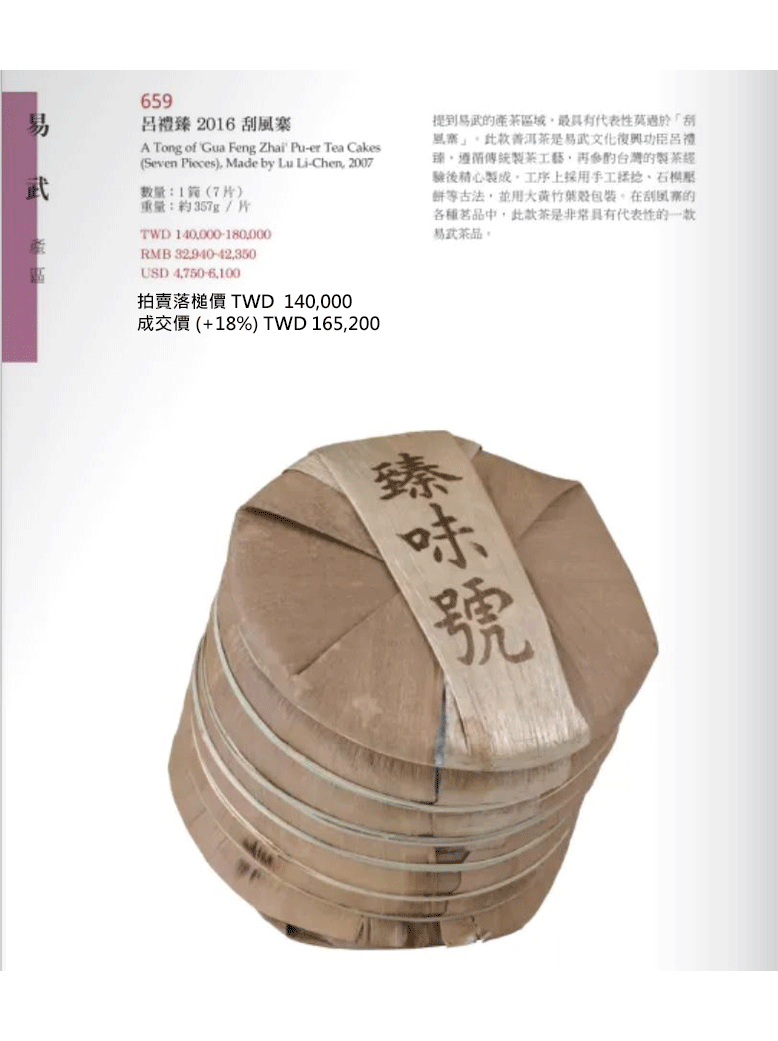 易武
產區
659
呂禮臻 2016 刮風寨
A Tong of 'Gua Feng Zhai' Pu-er Tea Cakes
(Seven Pieces), Made by Lu Li-Chen, 2007
數量：1 筒（7 片）
重量：約 357g / 片
TWD 140,000-180,000
RMB 32,940-42,350
USD 4,750-6,100
拍賣落槌價 TWD 140,000
成交價 (+18%) TWD 165,200
提到易武的產茶區域，最具有代表性莫過於「刮
風寨」。此款普洱茶是易武文化復興功臣呂禮
臻，遵循傳統製茶工藝，再參酌台灣的製茶經
驗後精心製成。工序上採用手工揉捻、石模壓
餅等古法，並用大黃竹葉殼包裝。在刮風寨的
各種茗品中，此款茶是非常具有代表性的一款
易武茶品。
臻味號